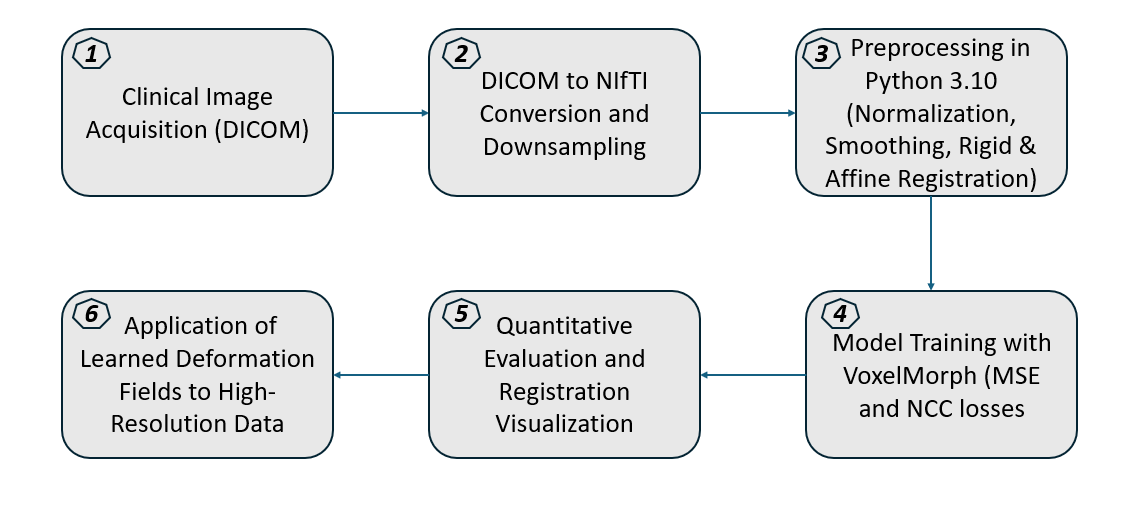 1
Clinical Image
Acquisition (DICOM)
2
DICOM to NIfTI
Conversion and
Downsampling
3
Preprocessing in
Python 3.10
(Normalization,
Smoothing, Rigid &
Affine Registration)
4
Model Training with
VoxelMorph (MSE
and NCC losses
5
Quantitative
Evaluation and
Registration
Visualization
6
Application of
Learned Deformation
Fields to High-
Resolution Data